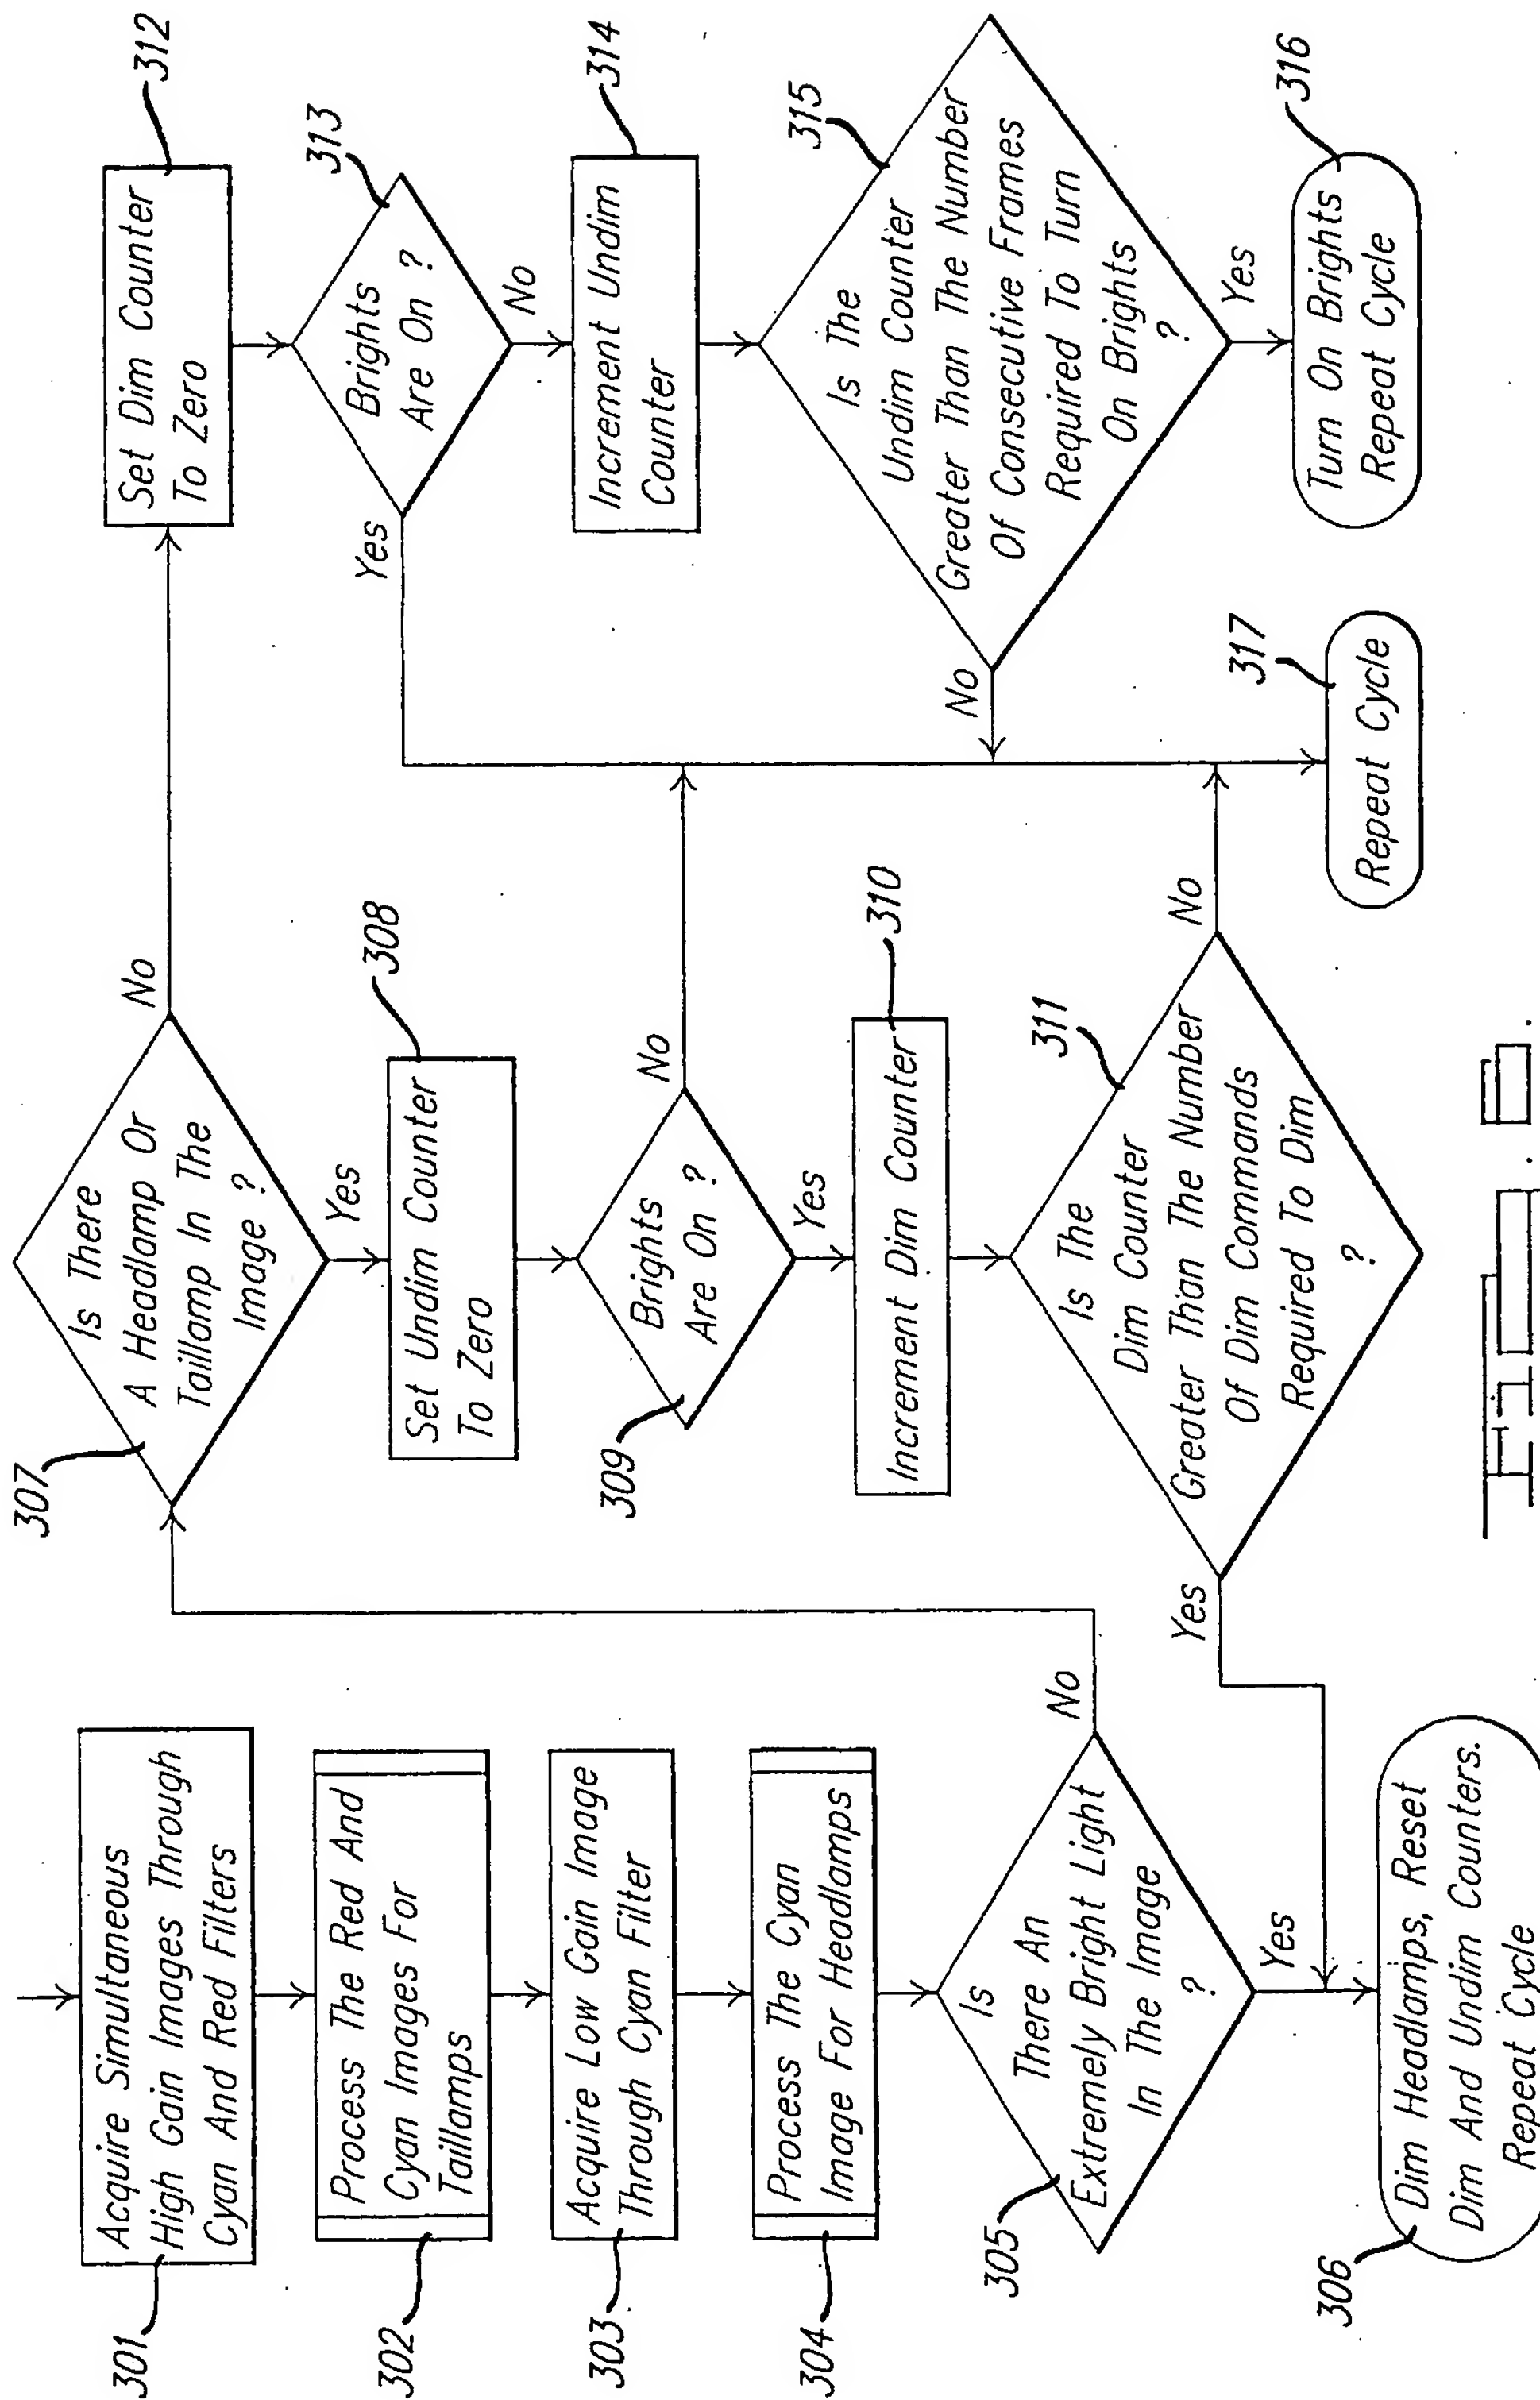 301
Acquire Simultaneous
High Gain Images Through
Cyan And Red Filters
302
Process The Red And
Cyan Images For
Taillamps
303
Acquire Low Gain Image
Through Cyan Filter
304
Process The Cyan
Image For Headlamps
305
Is
There An
Extremely Bright Light
In The Image
?
No
Yes
306
Dim Headlamps, Reset
Dim And Undim Counters.
Repeat Cycle
307
Is There
A Headlamp Or
Taillamp In The
Image ?
No
Yes
308
Set Undim Counter
To Zero
309
Brights
Are On ?
No
Yes
310
Increment Dim Counter
311
Is The
Dim Counter
Greater Than The Number
Of Dim Commands
Required To Dim
?
Yes
No
312
Set Dim Counter
To Zero
313
Brights
Are On ?
Yes
No
314
Increment Undim
Counter
315
Is The
Undim Counter
Greater Than The Number
Of Consecutive Frames
Required To Turn
On Brights
?
No
Yes
316
Turn On Brights
Repeat Cycle
317
Repeat Cycle